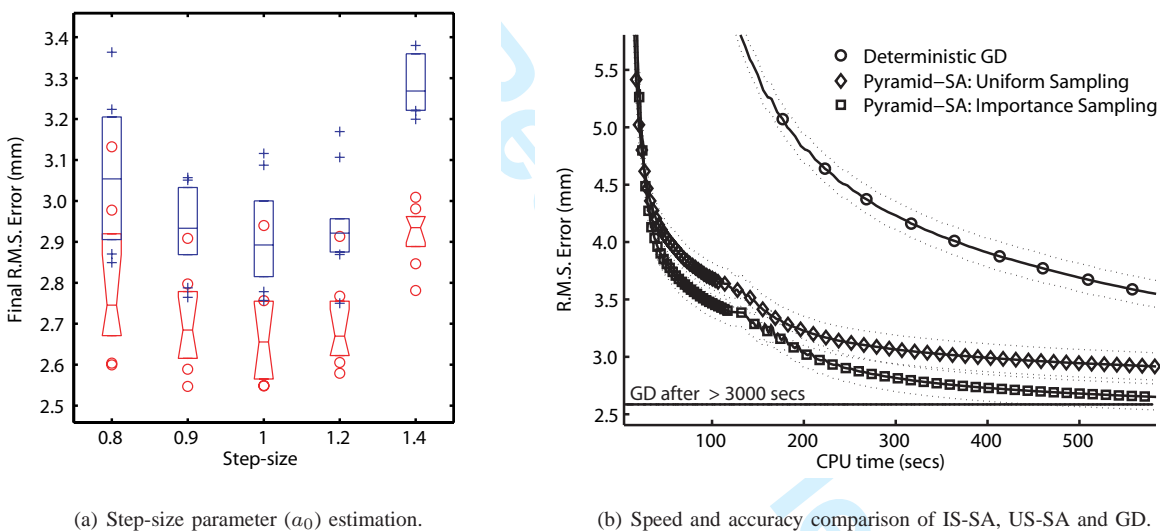 3.4
3.3
3.2
3.1
3.0
2.9
2.8
2.7
2.6
2.5
Final R.M.S. Error (mm)
0.8 0.9 1 1.2 1.4
Step-size
(a) Step-size parameter (a0) estimation.
5.5
5.0
4.5
4.0
3.5
3.0
2.5
R.M.S. Error (mm)
Deterministic GD
Pyramid−SA: Uniform Sampling
Pyramid−SA: Importance Sampling
GD after > 3000 secs
100 200 300 400 500
CPU time (secs)
(b) Speed and accuracy comparison of IS-SA, US-SA and GD.